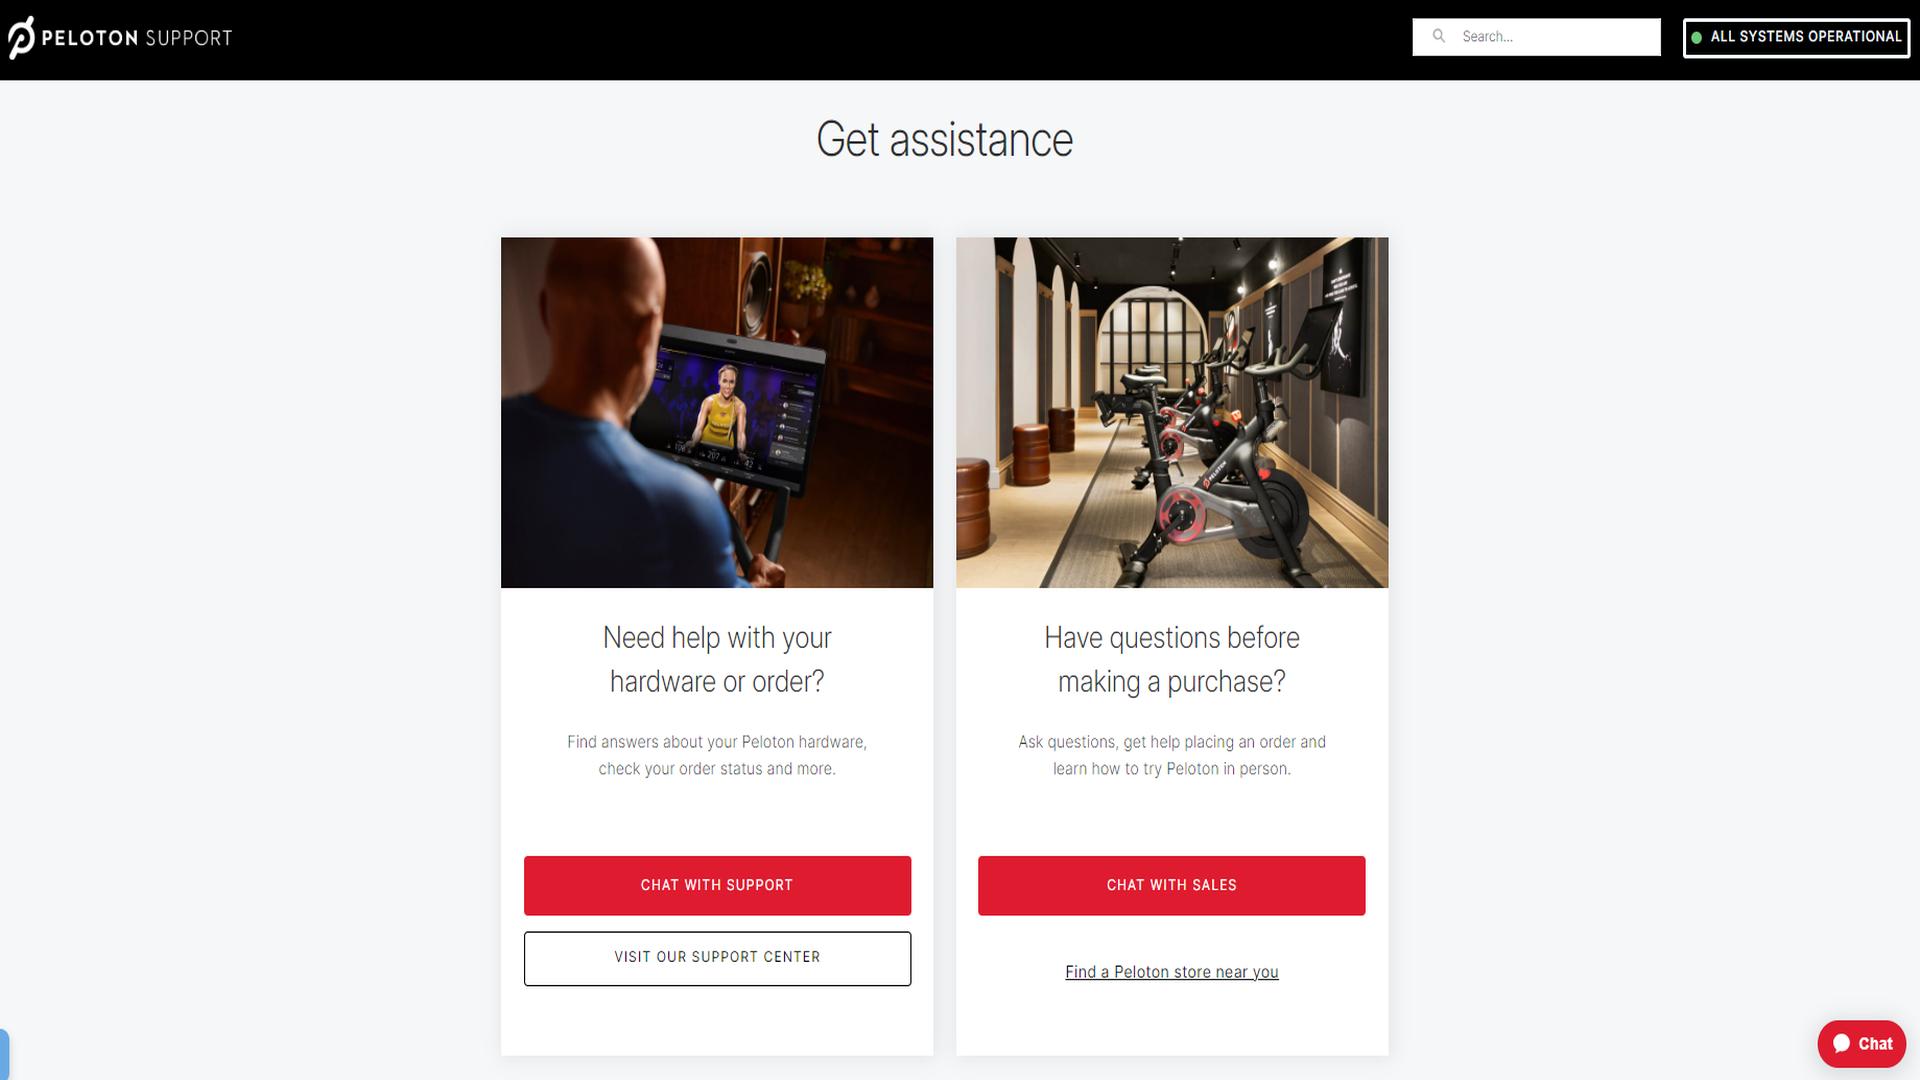 PELOTON SUPPORT
Search...
ALL SYSTEMS OPERATIONAL
Get assistance
Need help with your
hardware or order?
Find answers about your Peloton hardware,
check your order status and more.
CHAT WITH SUPPORT
VISIT OUR SUPPORT CENTER
PELOTON
Have questions before
making a purchase?
Ask questions, get help placing an order and
learn how to try Peloton in person.
CHAT WITH SALES
Find a Peloton store near you
Chat